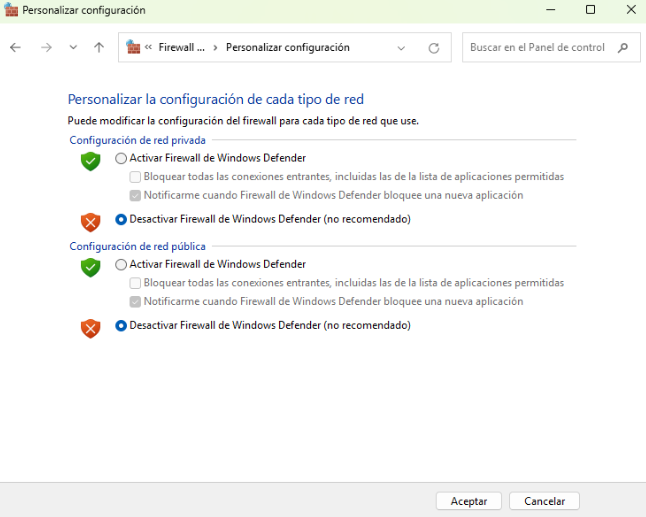 Personalizar configuración
« Firewall ... › Personalizar configuración
Buscar en el Panel de control
Personalizar la configuración de cada tipo de red
Puede modificar la configuración del firewall para cada tipo de red que use.
Configuración de red privada
Activar Firewall de Windows Defender
Bloquear todas las conexiones entrantes, incluidas las de la lista de aplicaciones permitidas
Notificarme cuando Firewall de Windows Defender bloquee una nueva aplicación
Desactivar Firewall de Windows Defender (no recomendado)
Configuración de red pública
Activar Firewall de Windows Defender
Bloquear todas las conexiones entrantes, incluidas las de la lista de aplicaciones permitidas
Notificarme cuando Firewall de Windows Defender bloquee una nueva aplicación
Desactivar Firewall de Windows Defender (no recomendado)
Aceptar Cancelar